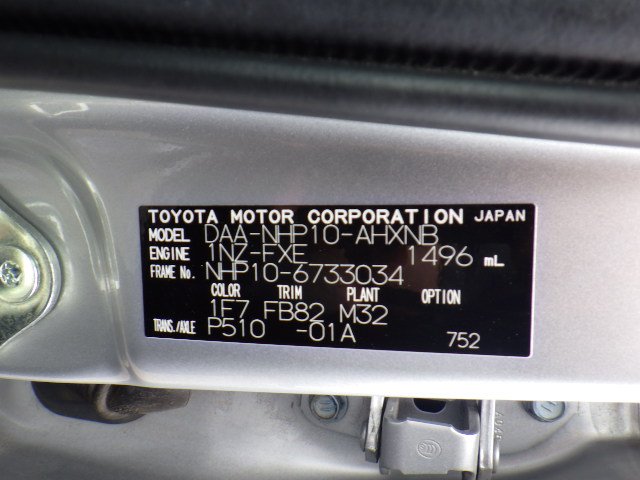 TOYOTA MOTOR CORPORATION JAPAN
MODEL DAA-NHP10-AHXNB
ENGINE 1NZ-FXE 1496 mL
FRAME No. NHP10-6733034
COLOR TRIM PLANT OPTION
1F7 FB82 M32
TRANS./AXLE P510 -01A 752